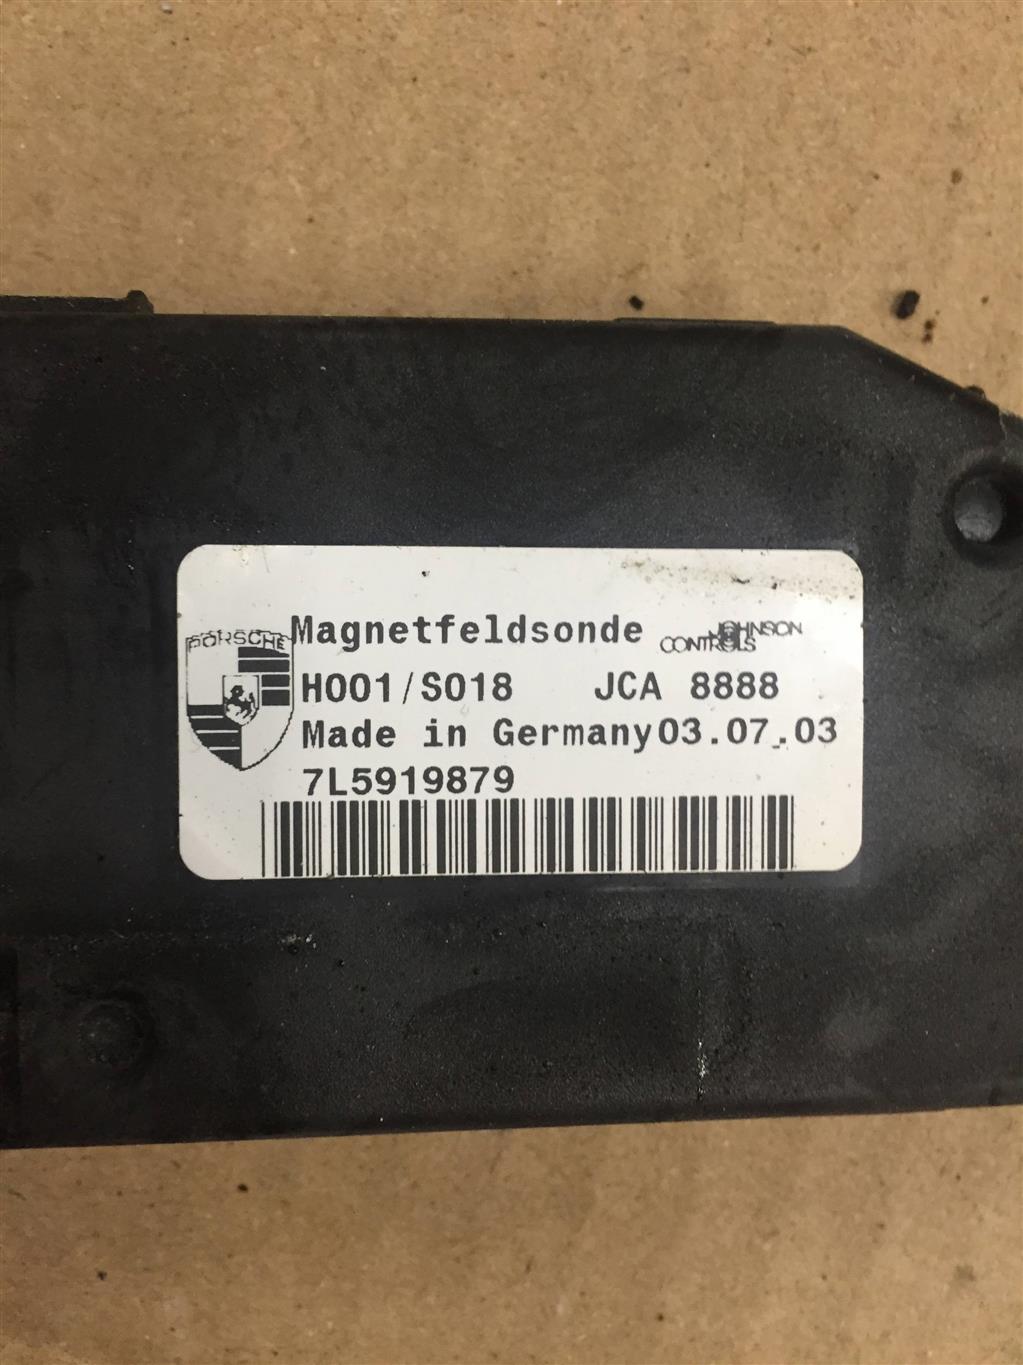 PORSCHE
Magnetfeldsonde JOHNSON CONTROLS
H001/S018 JCA 8888
Made in Germany 03.07.03
7L5919879